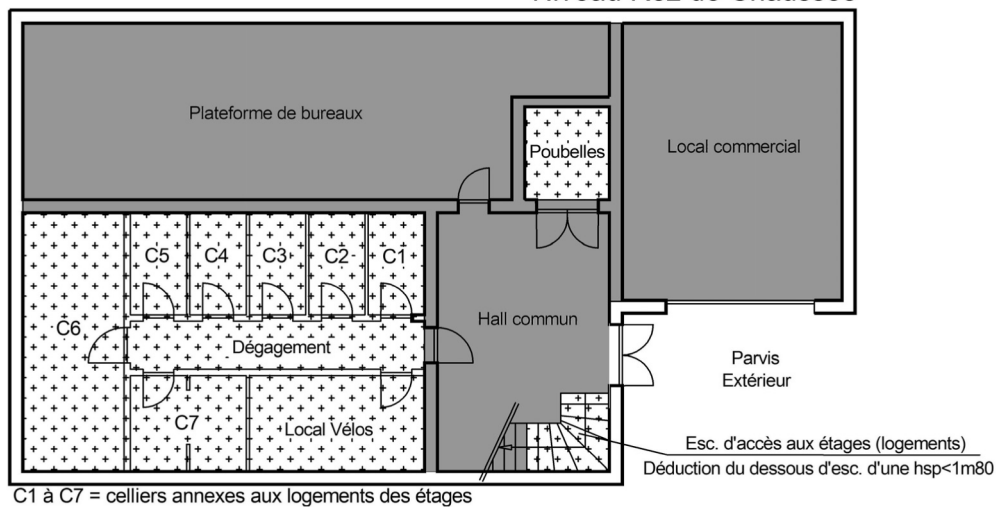 Plateforme de bureaux
Poubelles
Local commercial
C5
C4
C3
C2
C1
C6
Hall commun
Dégagement
Parvis
Extérieur
C7
Local Vélos
Esc. d'accès aux étages (logements)
Déduction du dessous d'esc. d'une hsp<1m80
C1 à C7 = celliers annexes aux logements des étages